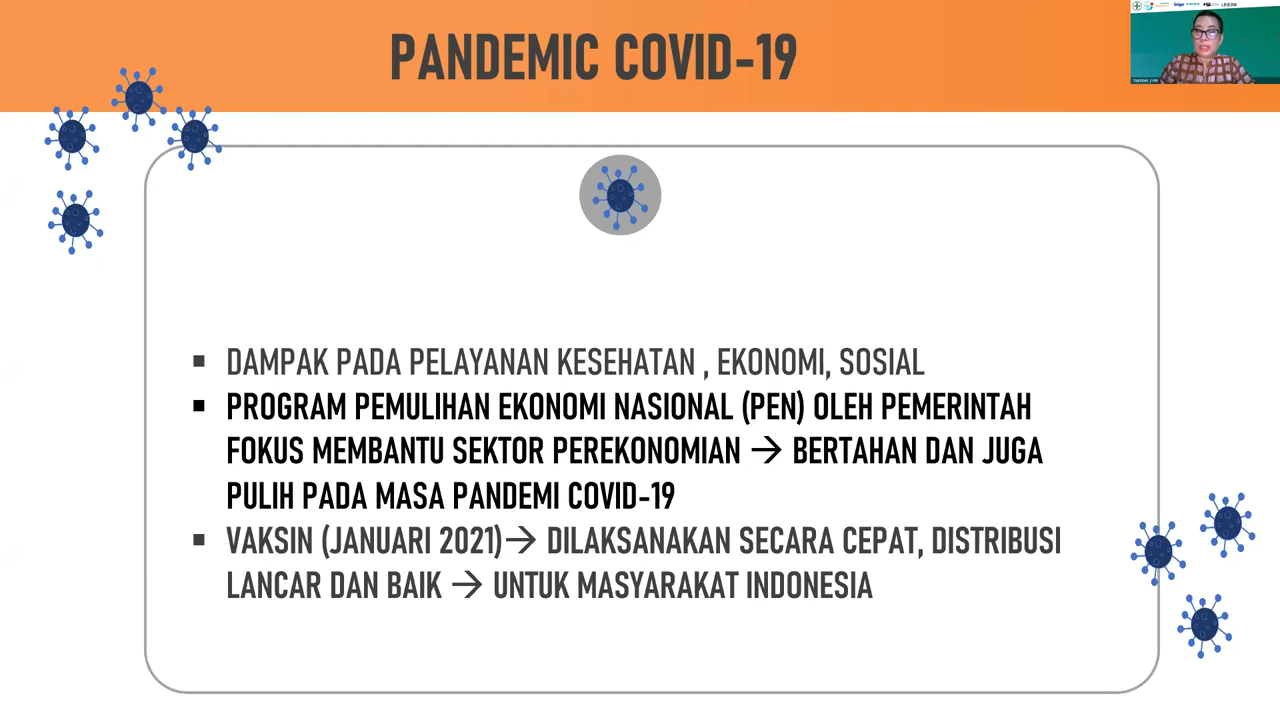 PANDEMIC COVID-19
▪ DAMPAK PADA PELAYANAN KESEHATAN , EKONOMI, SOSIAL
▪ PROGRAM PEMULIHAN EKONOMI NASIONAL (PEN) OLEH PEMERINTAH
FOKUS MEMBANTU SEKTOR PEREKONOMIAN → BERTAHAN DAN JUGA
PULIH PADA MASA PANDEMI COVID-19
▪ VAKSIN (JANUARI 2021)→ DILAKSANAKAN SECARA CEPAT, DISTRIBUSI
LANCAR DAN BAIK → UNTUK MASYARAKAT INDONESIA